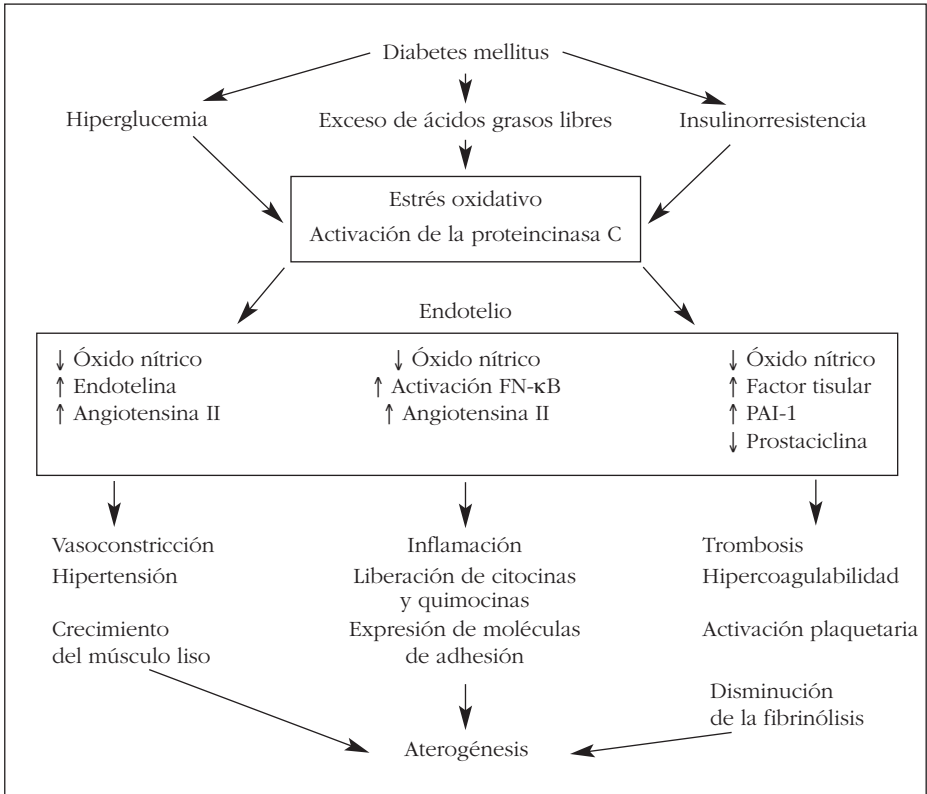 Diabetes mellitus
Hiperglucemia
Exceso de ácidos grasos libres
Insulinorresistencia
Estrés oxidativo
Activación de la proteincinasa C
Endotelio
↓ Óxido nítrico
↑ Endotelina
↑ Angiotensina II
↓ Óxido nítrico
↑ Activación FN-κB
↑ Angiotensina II
↓ Óxido nítrico
↑ Factor tisular
↑ PAI-1
↓ Prostaciclina
Vasoconstricción
Hipertensión
Crecimiento
del músculo liso
Inflamación
Liberación de citocinas
y quimocinas
Expresión de moléculas
de adhesión
Trombosis
Hipercoagulabilidad
Activación plaquetaria
Disminución
de la fibrinólisis
Aterogénesis